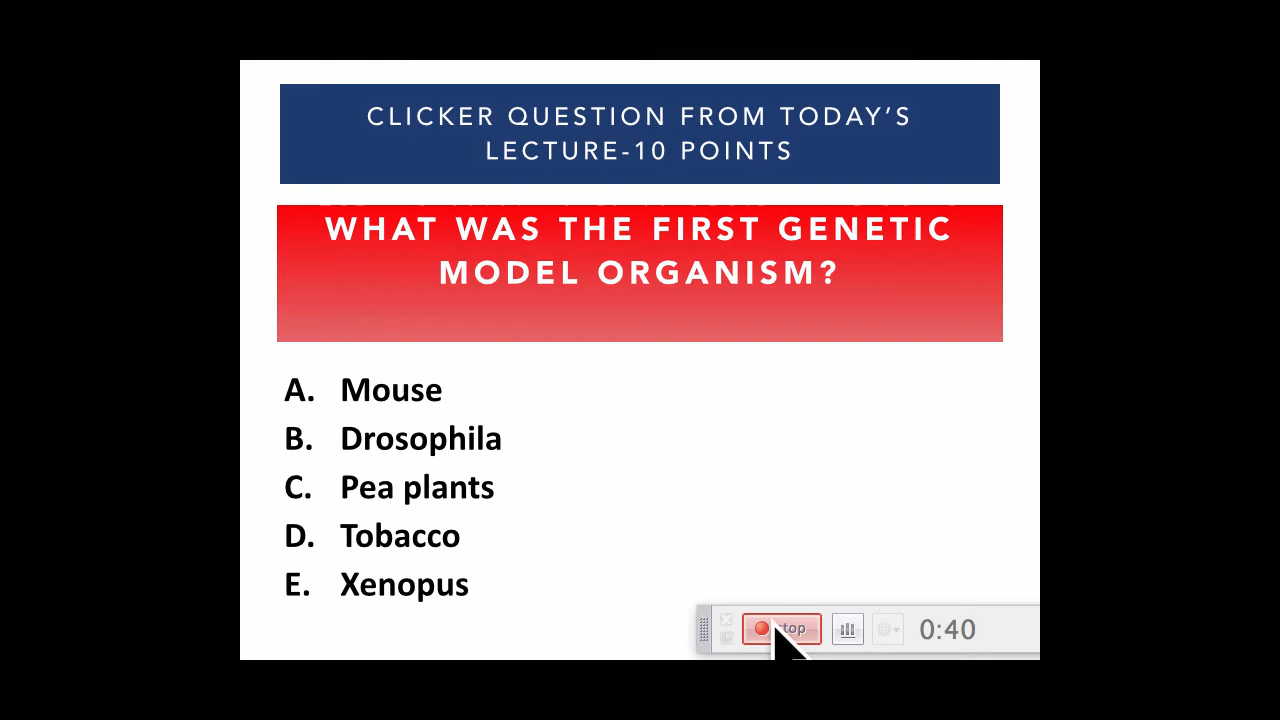 CLICKER QUESTION FROM TODAY'S
LECTURE-10 POINTS
WHAT WAS THE FIRST GENETIC
MODEL ORGANISM?
A. Mouse
B. Drosophila
C. Pea plants
D. Tobacco
E. Xenopus
0:40